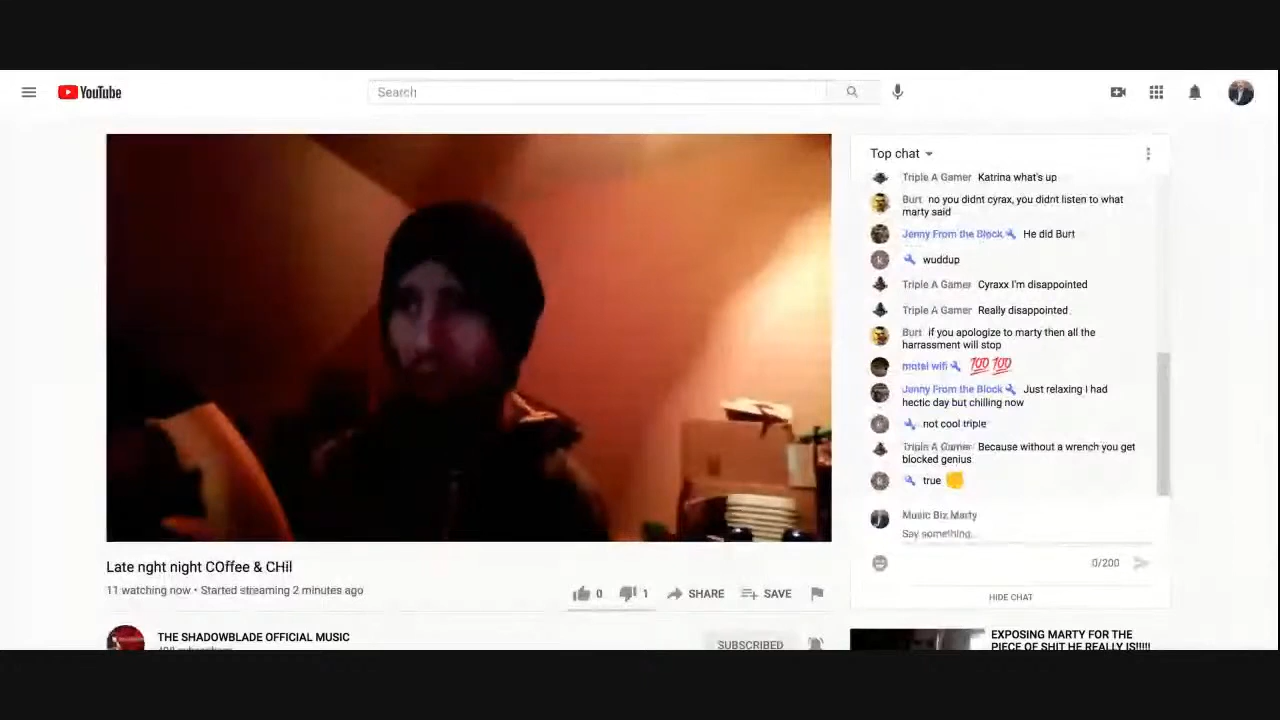 YouTube
Search
Top chat
Triple A Gamer Katrina what's up
Burt no you didnt cyrax, you didnt listen to what
marty said
Jenny From the Block He did Burt
wuddup
Triple A Gamer Cyraxx I'm disappointed
Triple A Gamer Really disappointed
Burt if you apologize to marty then all the
harrassment will stop
motel wifi 💯 💯
Jenny From the Block Just relaxing I had
hectic day but chilling now
not cool triple
Triple A Gamer Because without a wrench you get
blocked genius
true
Music Biz Marty
Say something...
0/200
HIDE CHAT
Late nght night COffee & CHil
11 watching now • Started streaming 2 minutes ago
0 1 SHARE SAVE
THE SHADOWBLADE OFFICIAL MUSIC
SUBSCRIBED
EXPOSING MARTY FOR THE
PIECE OF SHIT HE REALLY IS!!!!!